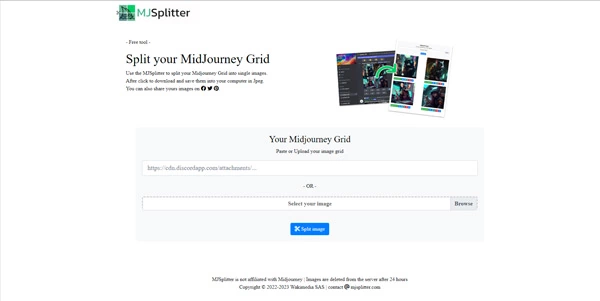 MJSplitter
- Free tool -
Split your MidJourney Grid
Use the MJSplitter to split your Midjourney Grid into single images.
After click to download and save them into your computer in Jpeg.
You can also share yours images on
Your Midjourney Grid
Paste or Upload your image grid
https://cdn.discordapp.com/attachments/...
- OR -
Select your image
Browse
Split image
MJSplitter is not affiliated with Midjourney | Images are deleted from the server after 24 hours
Copyright © 2022-2023 Wakamedia SAS | contact @ mjsplitter.com